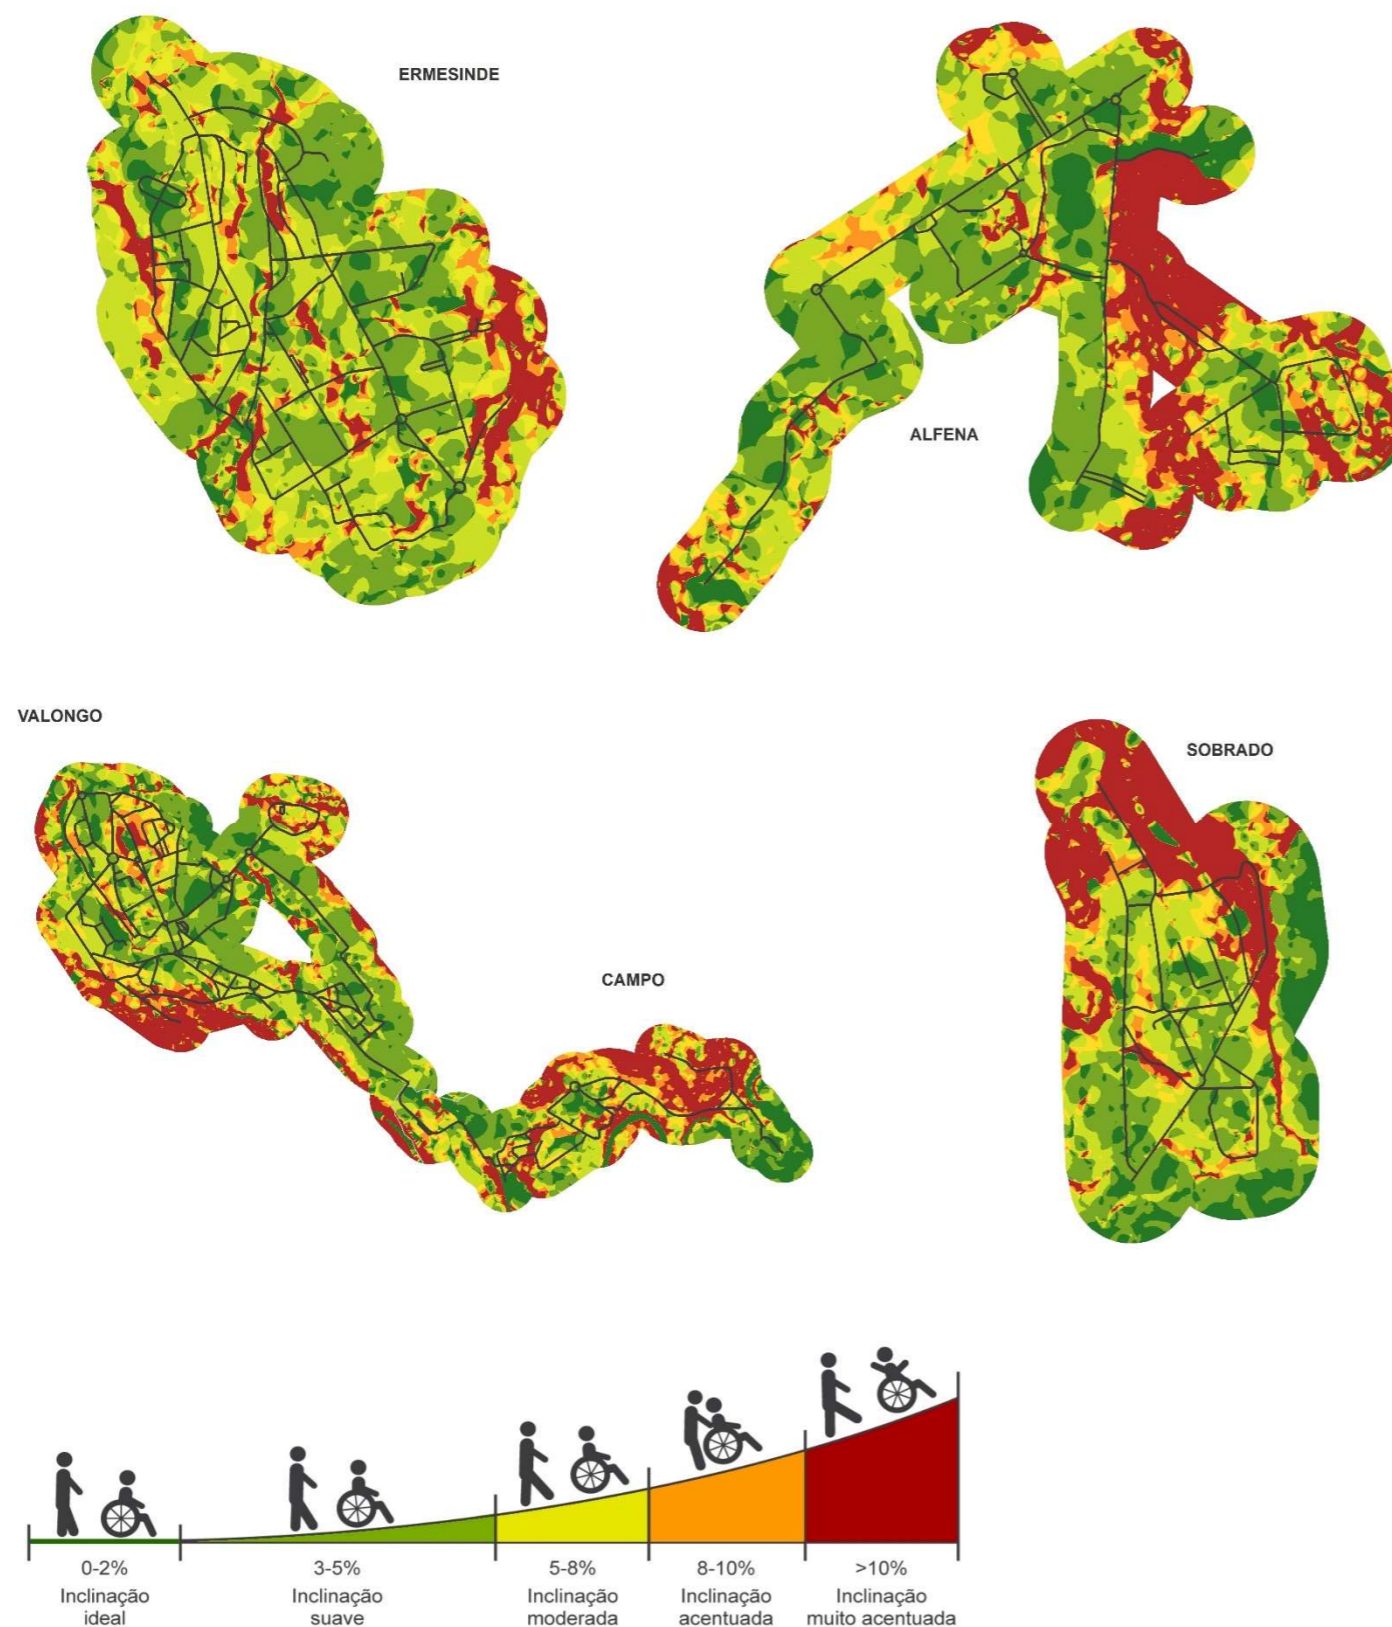 ERMESINDE
ALFENA
VALONGO
SOBRADO
CAMPO
0-2%
Inclinação
ideal
3-5%
Inclinação
suave
5-8%
Inclinação
moderada
8-10%
Inclinação
acentuada
>10%
Inclinação
muito acentuada